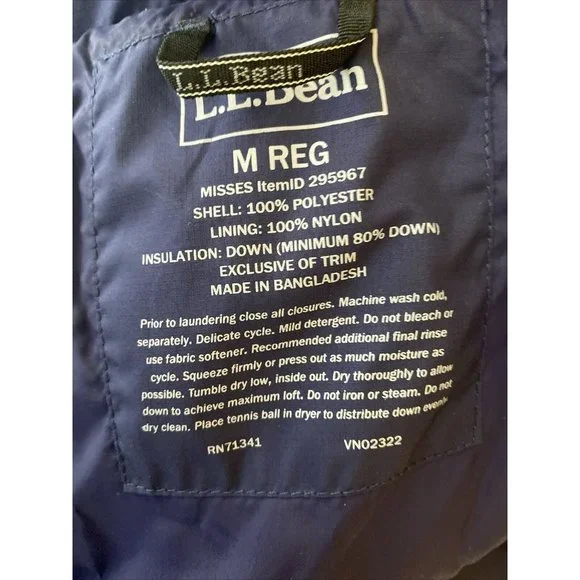 L.L.Bean
L.L.Bean
M REG
MISSES ItemID 295967
SHELL: 100% POLYESTER
LINING: 100% NYLON
INSULATION: DOWN (MINIMUM 80% DOWN)
EXCLUSIVE OF TRIM
MADE IN BANGLADESH
Prior to laundering close all closures. Machine wash cold,
separately. Delicate cycle. Mild detergent. Do not bleach or
use fabric softener. Recommended additional final rinse
cycle. Squeeze firmly or press out as much moisture as
possible. Tumble dry low, inside out. Dry thoroughly to allow
down to achieve maximum loft. Do not iron or steam. Do not
dry clean. Place tennis ball in dryer to distribute down evenly
RN71341 VN02322